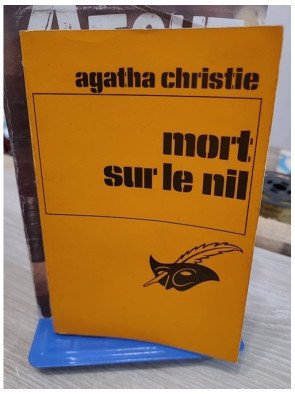 agatha christie
mort
sur le nil